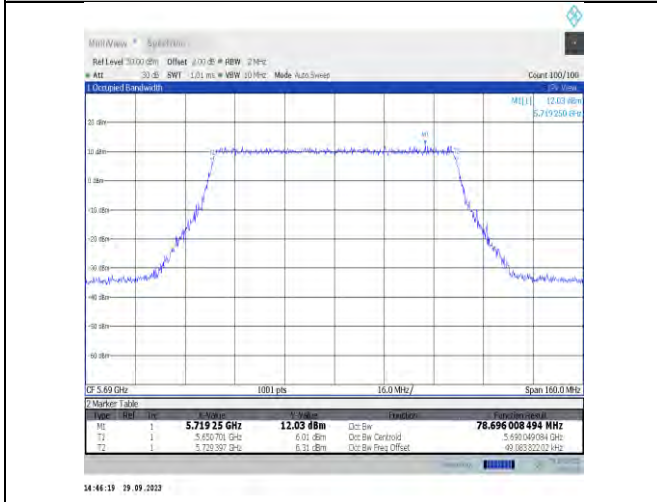 MultiView Spectrum
Ref Level 30.00 dBm Offset 2.00 dB RBW 2 MHz
Att 30 dB SWT 1.01 ms VBW 10 MHz Mode Auto Sweep Count 100/100
1 Occupied Bandwidth
M1[1] 12.03 dBm
5.719250 GHz
20 dBm
M1
10 dBm
0 dBm
-10 dBm
-20 dBm
-30 dBm
-40 dBm
-50 dBm
-60 dBm
CF 5.69 GHz 1001 pts 16.0 MHz/ Span 160.0 MHz
2 Marker Table
Type Ref Trc X-Value Y-Value Function Function Result
M1 1 5.719 25 GHz 12.03 dBm Occ Bw 78.696 008 494 MHz
T1 1 5.650 701 GHz 6.01 dBm Occ Bw Centroid 5.690 049 084 GHz
T2 1 5.729 397 GHz 6.31 dBm Occ Bw Freq Offset 49.083 822 02 kHz
14:46:19 29.09.2023